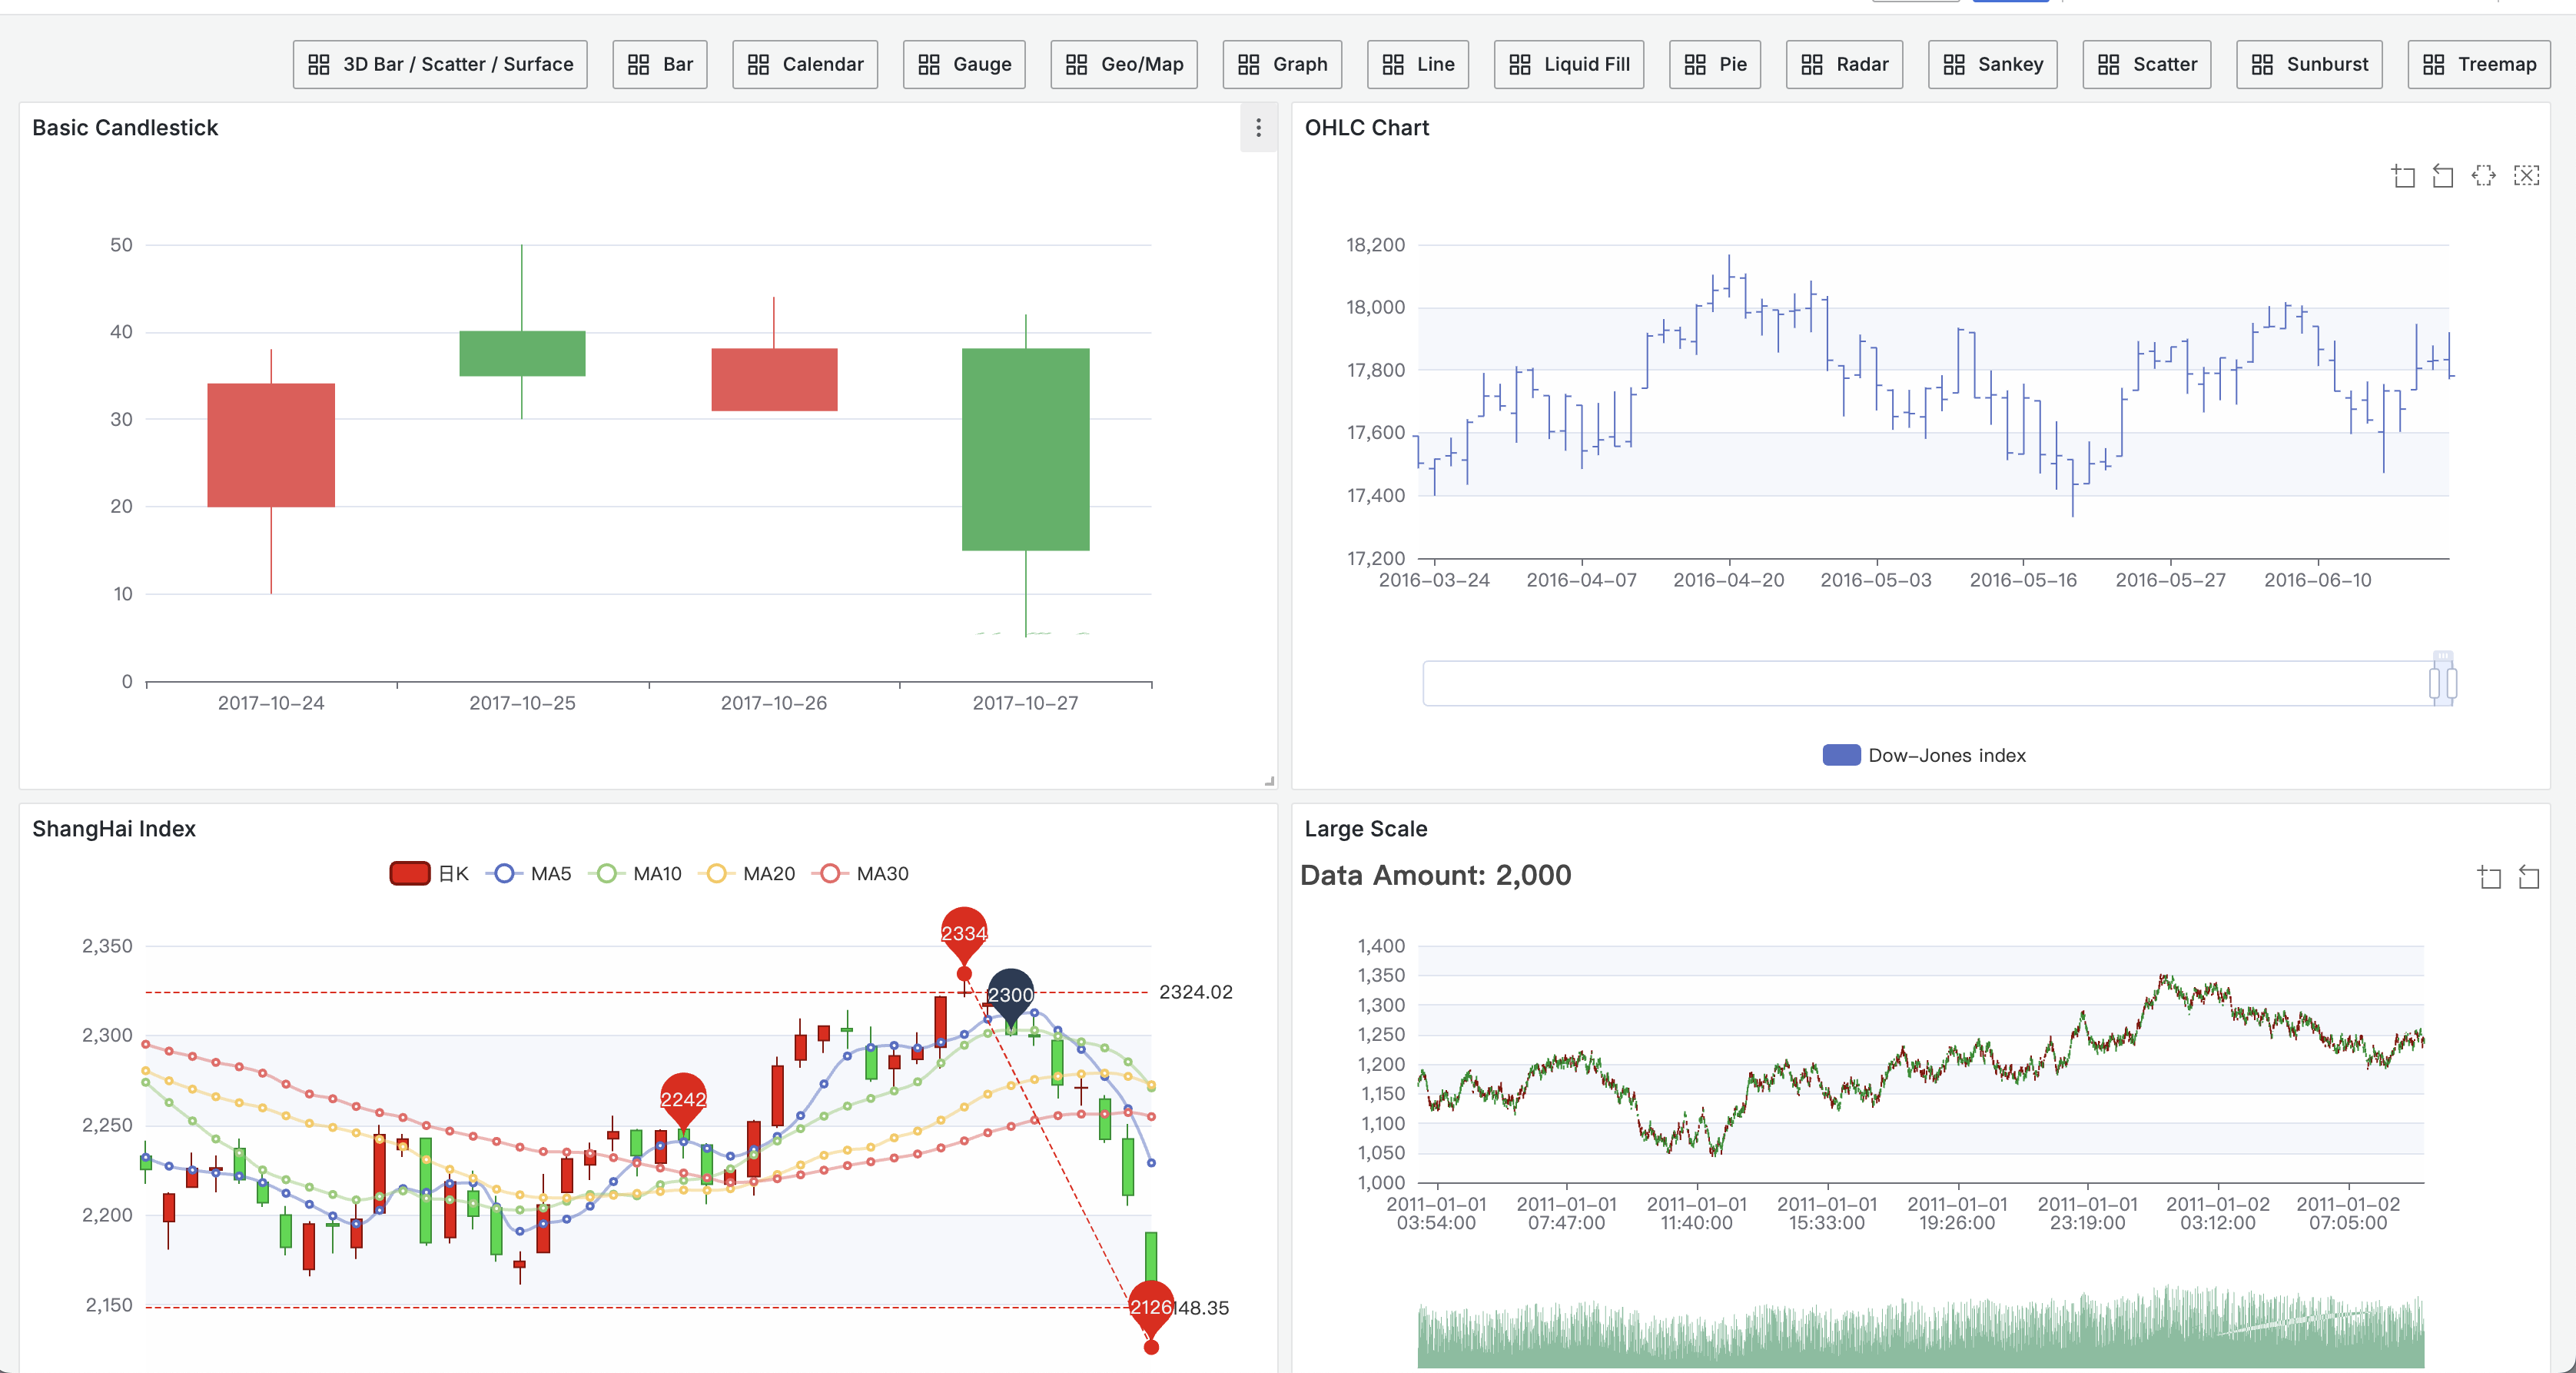 3D Bar / Scatter / Surface
Bar
Calendar
Gauge
Geo/Map
Graph
Line
Liquid Fill
Pie
Radar
Sankey
Scatter
Sunburst
Treemap
Basic Candlestick
50
40
30
20
10
0
2017-10-24
2017-10-25
2017-10-26
2017-10-27
OHLC Chart
18,200
18,000
17,800
17,600
17,400
17,200
2016-03-24
2016-04-07
2016-04-20
2016-05-03
2016-05-16
2016-05-27
2016-06-10
Dow-Jones index
ShangHai Index
日K
MA5
MA10
MA20
MA30
2,350
2,300
2,250
2,200
2,150
2334
2300
2242
2126
2324.02
48.35
Large Scale
Data Amount: 2,000
1,400
1,350
1,300
1,250
1,200
1,150
1,100
1,050
1,000
2011-01-01
03:54:00
2011-01-01
07:47:00
2011-01-01
11:40:00
2011-01-01
15:33:00
2011-01-01
19:26:00
2011-01-01
23:19:00
2011-01-02
03:12:00
2011-01-02
07:05:00